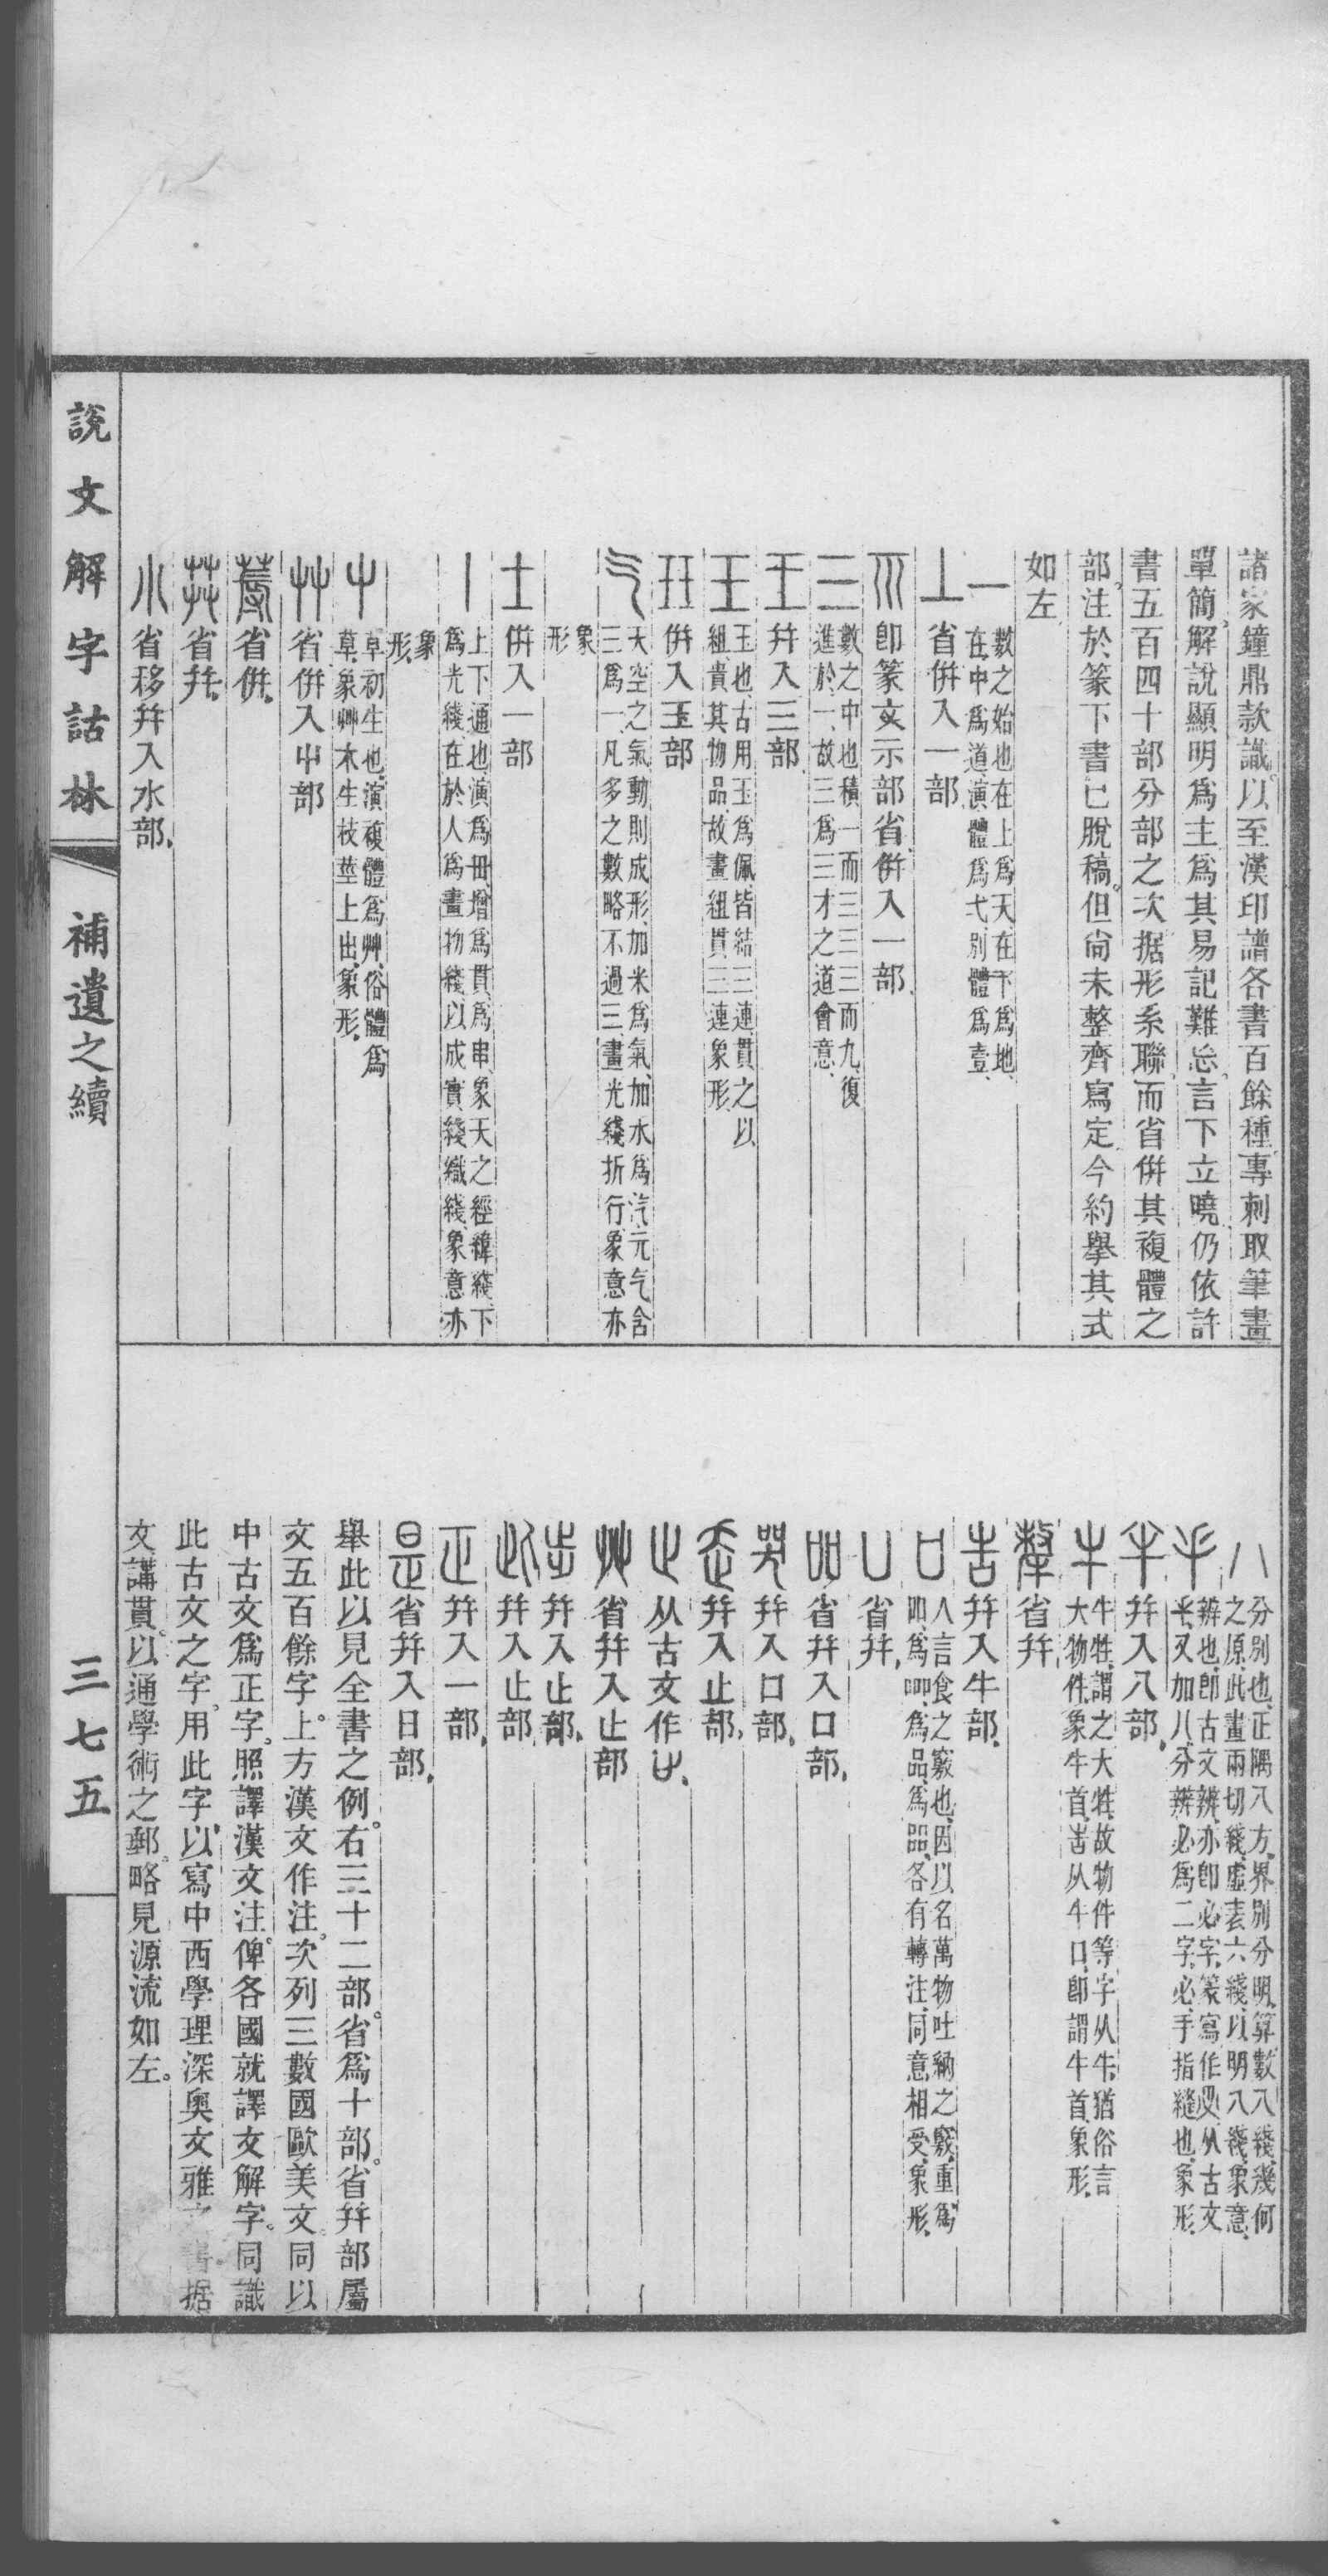 諸家鐘鼎款識。以至漢印譜各書百餘種。專刺取筆畫
單簡。解說顯明爲主。爲其易記難忘。言下立曉。仍依許
書五百四十部分部之次。据形系聯。而省倂其複體之
部。注於篆下。書已脫稿。但尙未整齊寫定。今約舉其式
如左
一 數之始也在上爲天、在下爲地、
在中爲道、演體爲弌、別體爲壹、
丄 省倂入一部
川 卽篆文示部省、倂入一部
三 數之中也積一而三三三而九、復
進於一、故三爲三才之道會意、
王 幷入三部
王 玉也、古用玉爲佩皆結三連、貫之以
組貴其物品、故畫組貫三連象形、
玨 倂入玉部
气 天空之氣動則成形、加米爲氣、加水爲汽、元气含
三爲一、凡多之數略不過三、畫光綫折行、象意亦
象
形
士 倂入一部
丨 上下通也、演爲毌、增爲貫、爲串、象天之經緯綫、下
爲光綫在於人爲畫物綫以成實綫織綫、象意亦
象
形、
屮 草初生也、演複體爲艸、俗體爲
草、象艸木生枝莖上出、象形、
艸 省倂入屮部
蓐 省倂、
茻 省幷、
小 省移幷入水部、
八 分別也、正隅八方、界別分明、算數八綫、幾何
之原、此畫兩切綫、虛表六綫、以明八綫、象意、
釆 辨也、卽古文辨、亦卽必字、篆寫作、从古文
釆又加八、分辨必爲二字、必、手指縫也、象形、
半 幷入八部、
牛 牛牲、謂之大牲、故物件等字从牛、猶俗言
大物件、象牛首、告从牛口、卽謂牛首、象形、
犛 省幷、
告 幷入牛部、
口 人言食之竅也、因以名萬物吐納之竅、重爲
吅、爲品、爲㗊、各有轉注、同意相受、象形、
凵 省幷、
吅 省幷入口部、
哭 幷入口部、
走 幷入止部、
止 从古文作、
癶 省幷入止部
步 幷入止部、
此 幷入止部
正 幷入一部、
是 省幷入日部、
舉此以見全書之例。右三十二部。省爲十部。省幷部屬
文五百餘字。上方漢文作注。次列三數國歐美文。同以
中古文爲正字。照譯漢文注。俾各國就譯文解字。同識
此古文之字。用此字以寫中西學理深奧文雅書据
文講貫。以通學術之郵。略見源流如左。
說文解字詁林 補遺之續
三七五